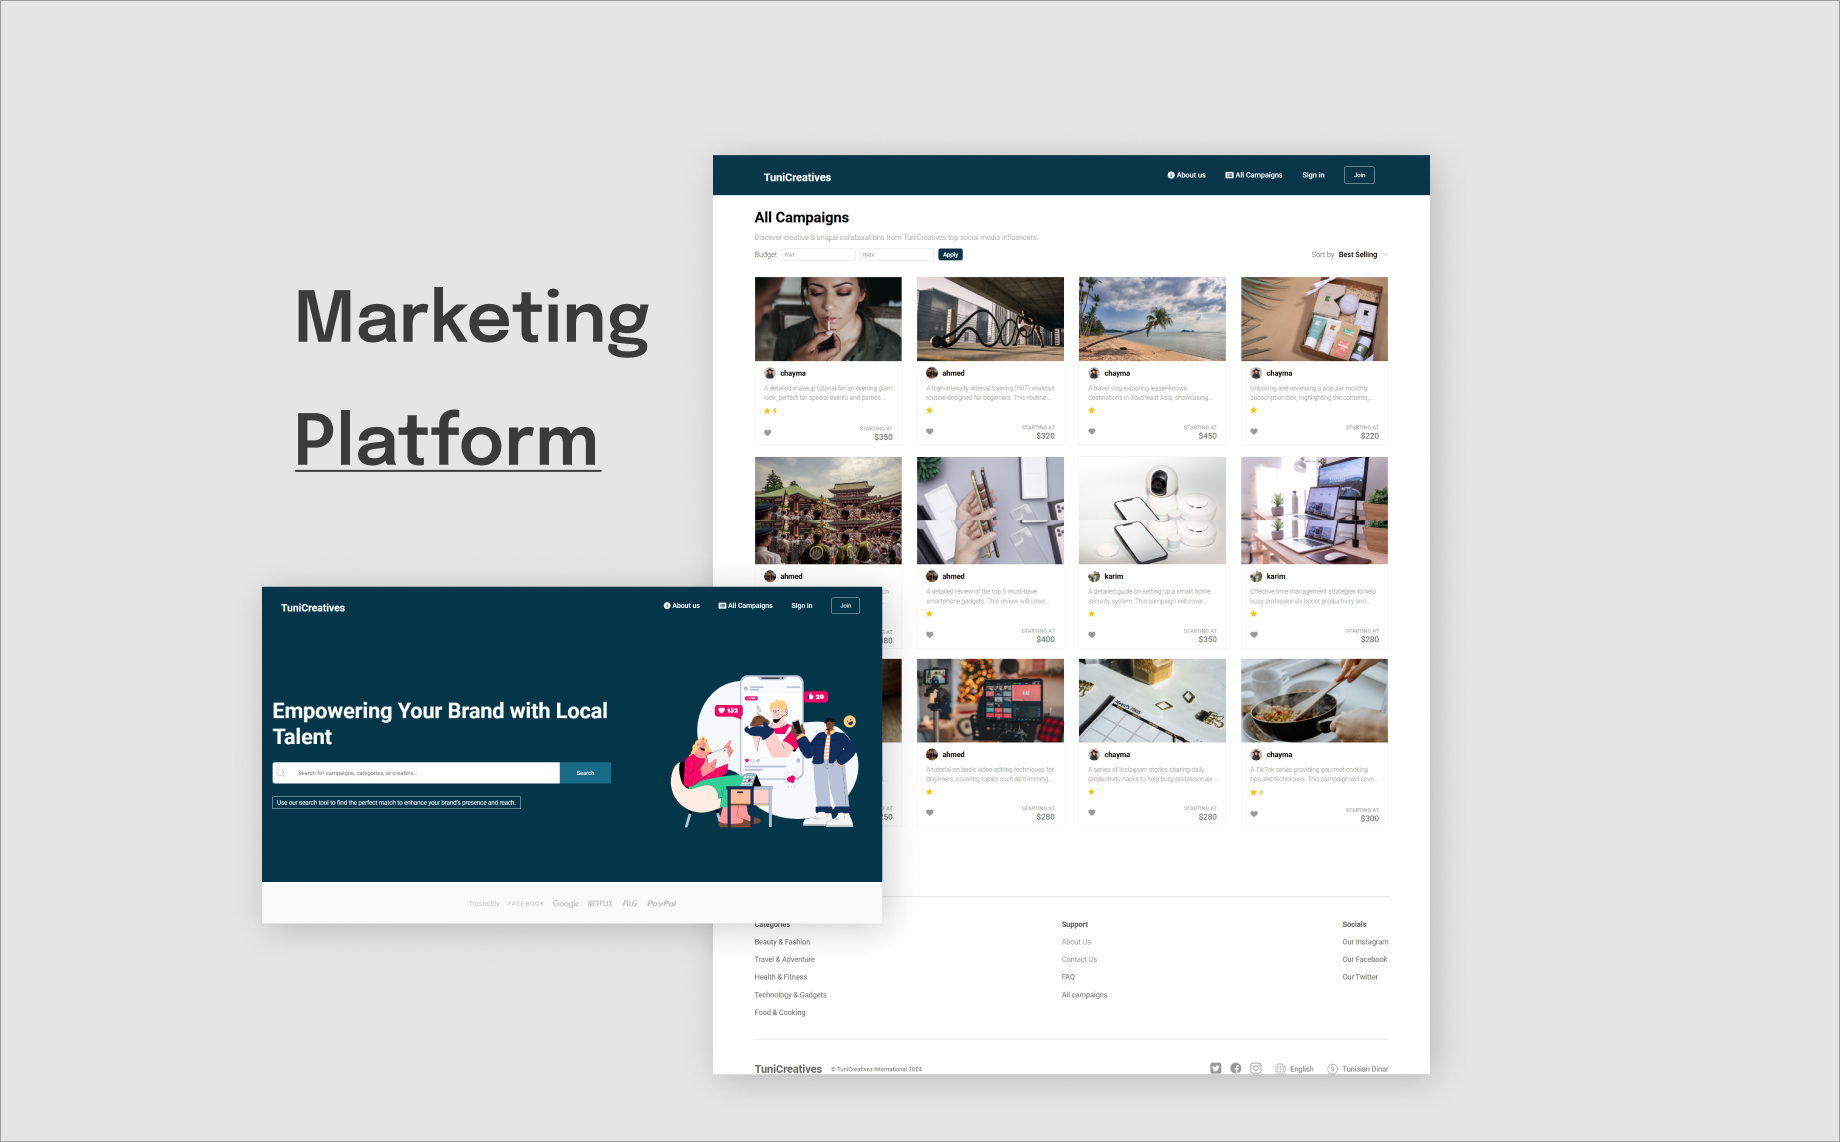 Marketing
Platform
TuniCreatives
About us
All Campaigns
Sign in
Join
All Campaigns
Discover creative & unique collaborations from TuniCreatives top social media influencers.
Budget
min
max
Apply
Sort by Best Selling
chayma
A detailed makeup tutorial for an evening glam
look, perfect for special events and parties....
4
STARTING AT
$350
ahmed
A high-intensity interval training (HIIT) workout
routine designed for beginners. This routine...
STARTING AT
$320
chayma
A travel vlog exploring lesser-known
destinations in Southeast Asia, showcasing...
STARTING AT
$450
chayma
Unboxing and reviewing a popular monthly
subscription box, highlighting the contents,...
STARTING AT
$220
ahmed
ahmed
A detailed review of the top 5 must-have
smartphone gadgets. This review will cover...
STARTING AT
$400
karim
A detailed guide on setting up a smart home
security system. This campaign will cover...
STARTING AT
$350
karim
Effective time management strategies to help
busy professionals boost productivity and...
STARTING AT
$280
ahmed
A tutorial on basic video editing techniques for
beginners, covering topics such as trimming,...
STARTING AT
$280
chayma
A series of Instagram stories sharing daily
productivity hacks to help busy professionals...
STARTING AT
$280
chayma
A TikTok series providing gourmet cooking
tips and techniques. This campaign will cove...
4
STARTING AT
$300
TuniCreatives
About us
All Campaigns
Sign in
Join
Empowering Your Brand with Local
Talent
Search for campaigns, categories, or creators...
Search
Use our search tool to find the perfect match to enhance your brand's presence and reach.
152
20
TrustedBy FACEBOOK Google NETFLIX P&G PayPal
Categories
Beauty & Fashion
Travel & Adventure
Health & Fitness
Technology & Gadgets
Food & Cooking
Support
About Us
Contact Us
FAQ
All campaigns
Socials
Our Instagram
Our Facebook
Our Twitter
TuniCreatives
© TuniCreatives International 2024
English
Tunisian Dinar